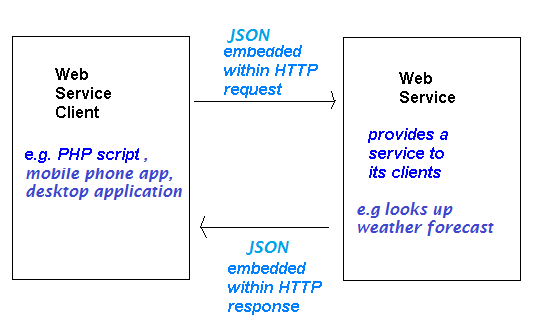 Web
Service
Client
e.g. PHP script ,
mobile phone app,
desktop application
JSON
embedded
within HTTP
request
Web
Service
provides a
service to
its clients
e.g looks up
weather forecast
JSON
embedded
within HTTP
response